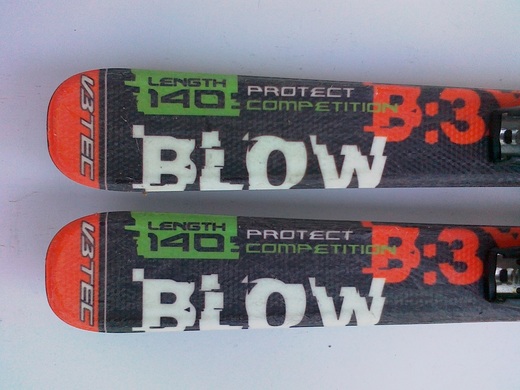 V3TEC
LENGTH
140
PROTECT
COMPETITION
B:3
BLOW
V3TEC
LENGTH
140
PROTECT
COMPETITION
B:3
BLOW